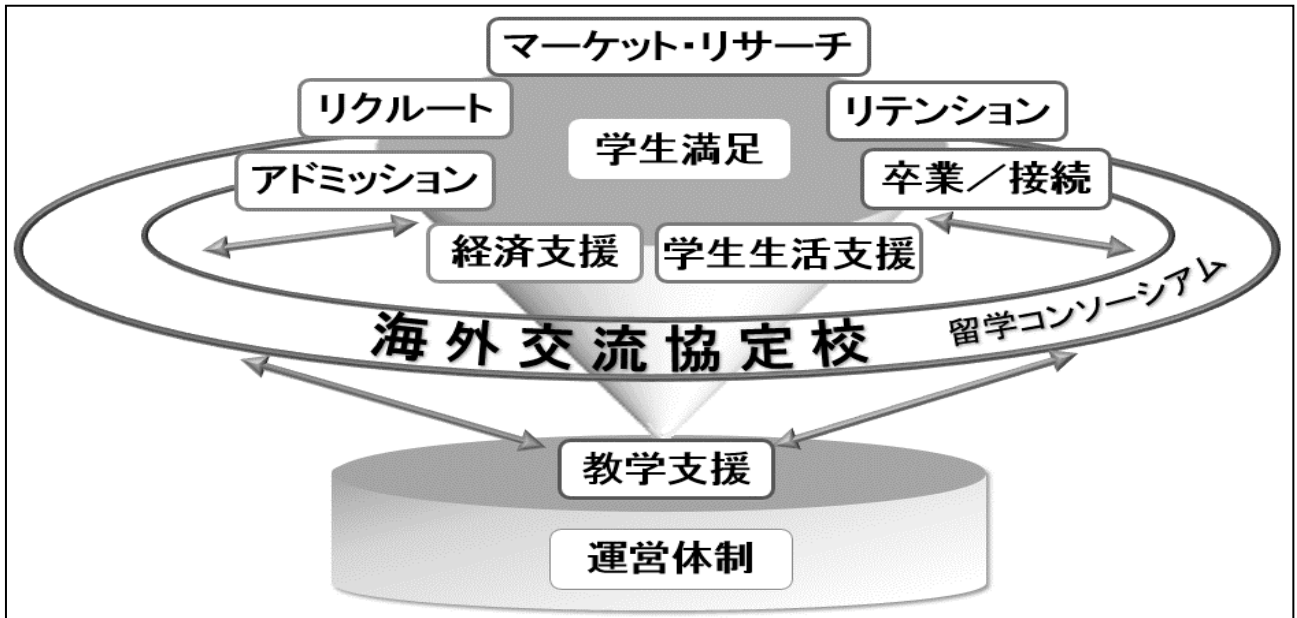 マーケット・リサーチ
リクルート
リテンション
学生満足
アドミッション
卒業／接続
経済支援
学生生活支援
留学コンソーシアム
海外交流協定校
教学支援
運営体制